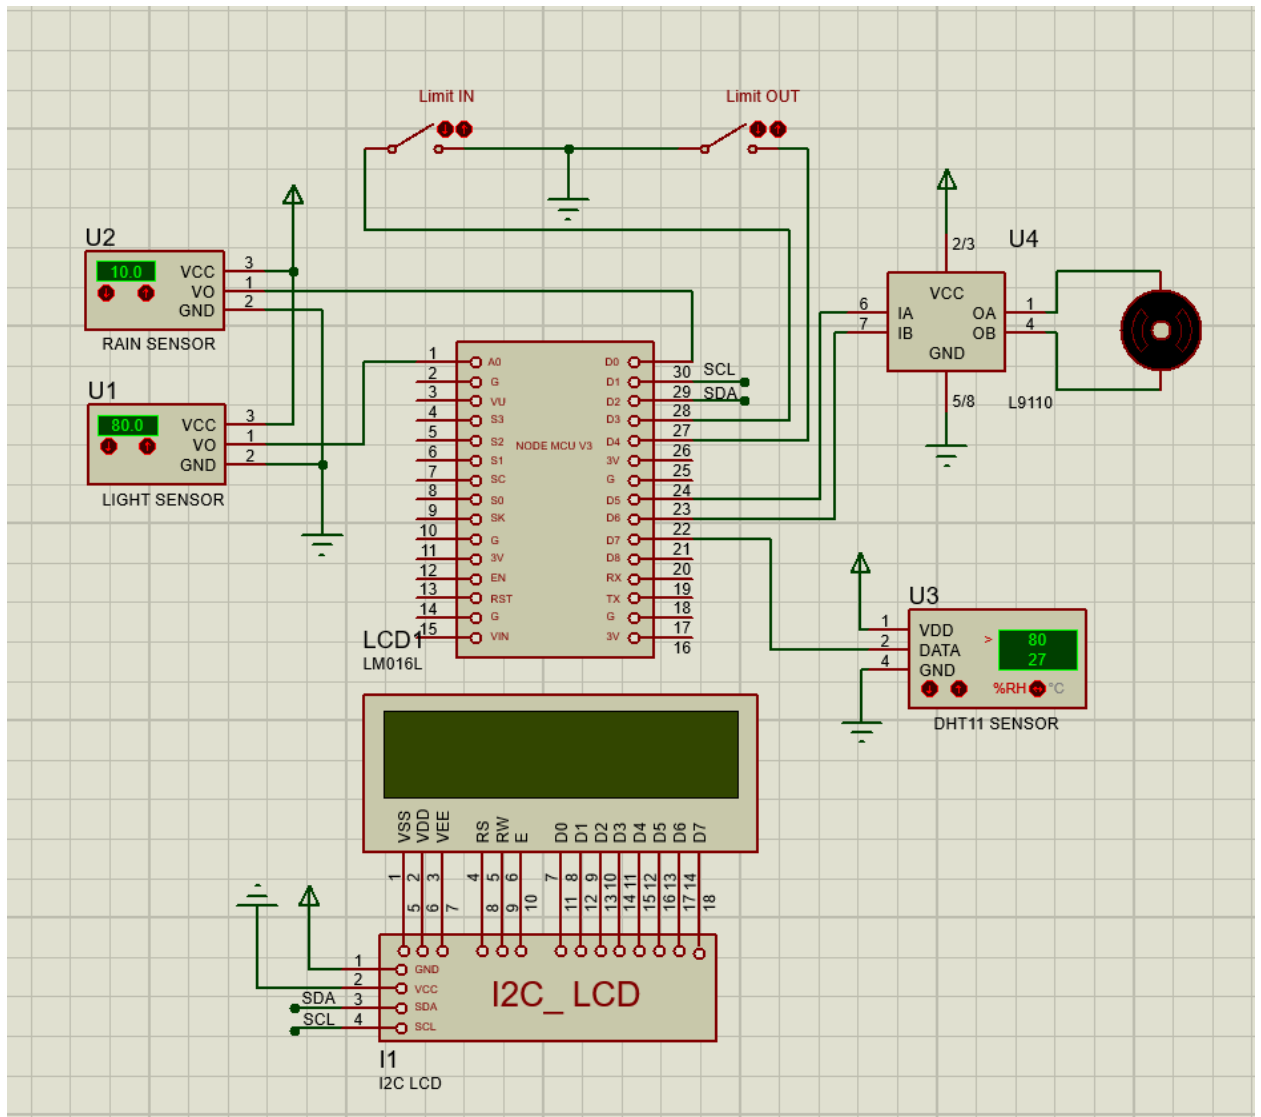 Limit IN
Limit OUT
U2
10.0
VCC 3
VO 1
GND 2
RAIN SENSOR
U1
80.0
VCC 3
VO 1
GND 2
LIGHT SENSOR
2/3
U4
VCC
6 IA
7 IB
OA 1
OB 4
GND
5/8
L9110
NODE MCU V3
1 A0
2 G
3 VU
4 S3
5 S2
6 S1
7 SC
8 S0
9 SK
10 G
11 3V
12 EN
13 RST
14 G
15 VIN
D0
D1 30 SCL
D2 29 SDA
D3 28
D4 27
3V 26
G 25
D5 24
D6 23
D7 22
D8 21
RX 20
TX 19
G 18
3V 17
16
U3
1 VDD
2 DATA
4 GND
>
80
27
%RH °C
DHT11 SENSOR
LCD1
LM016L
VSS VDD VEE RS RW E D0 D1 D2 D3 D4 D5 D6 D7
1 2 3 4 5 6 7 8 9 10 11 12 13 14
5 6 7 8 9 10 11 12 13 14 15 16 17 18
1 GND
2 VCC
SDA 3 SDA
SCL 4 SCL
I2C_ LCD
I1
I2C LCD